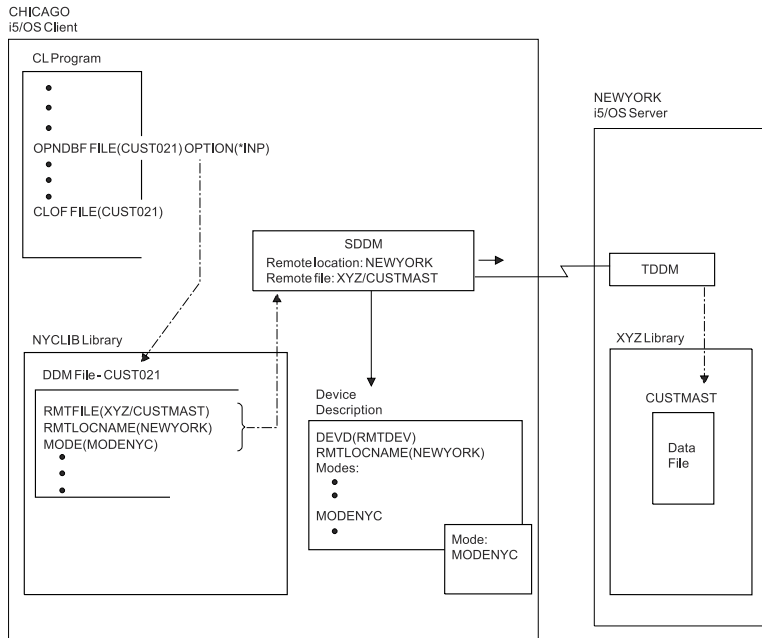 CHICAGO
i5/OS Client
CL Program
•
•
•
OPNDBF FILE(CUST021) OPTION(*INP)
•
•
•
CLOF FILE(CUST021)
SDDM
Remote location: NEWYORK
Remote file: XYZ/CUSTMAST
NYCLIB Library
DDM File - CUST021
RMTFILE(XYZ/CUSTMAST)
RMTLOCNAME(NEWYORK)
MODE(MODENYC)
•
•
•
Device
Description
DEVD(RMTDEV)
RMTLOCNAME(NEWYORK)
Modes:
•
•
MODENYC
•
Mode:
MODENYC
NEWYORK
i5/OS Server
TDDM
XYZ Library
CUSTMAST
Data
File